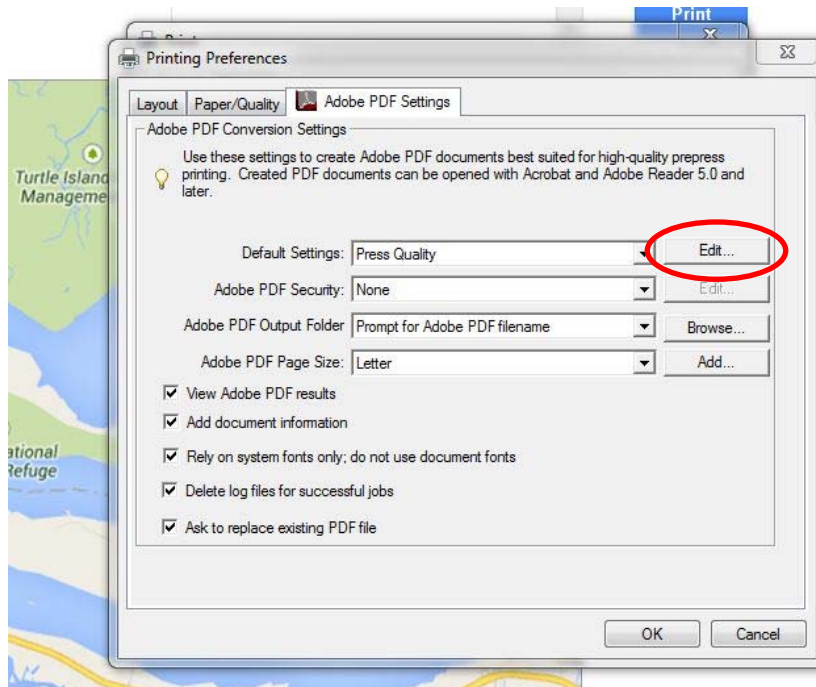 Print
Print
Printing Preferences
Layout
Paper/Quality
Adobe PDF Settings
Adobe PDF Conversion Settings
Use these settings to create Adobe PDF documents best suited for high-quality prepress
printing. Created PDF documents can be opened with Acrobat and Adobe Reader 5.0 and
later.
Default Settings: Press Quality Edit...
Adobe PDF Security: None Edit...
Adobe PDF Output Folder Prompt for Adobe PDF filename Browse...
Adobe PDF Page Size: Letter Add...
View Adobe PDF results
Add document information
Rely on system fonts only; do not use document fonts
Delete log files for successful jobs
Ask to replace existing PDF file
OK Cancel
Turtle Island
Manageme
ational
Refuge